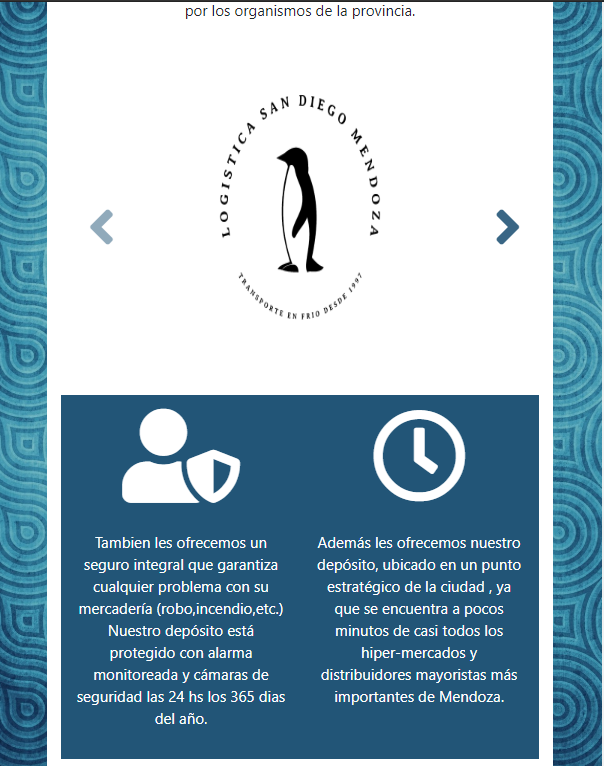 por los organismos de la provincia.
LOGISTICA SAN DIEGO MENDOZA
TRANSPORTE EN FRIO DESDE 1997
Tambien les ofrecemos un
seguro integral que garantiza
cualquier problema con su
mercadería (robo,incendio,etc.)
Nuestro depósito está
protegido con alarma
monitoreada y cámaras de
seguridad las 24 hs los 365 dias
del año.
Además les ofrecemos nuestro
depósito, ubicado en un punto
estratégico de la ciudad , ya
que se encuentra a pocos
minutos de casi todos los
hiper-mercados y
distribuidores mayoristas más
importantes de Mendoza.